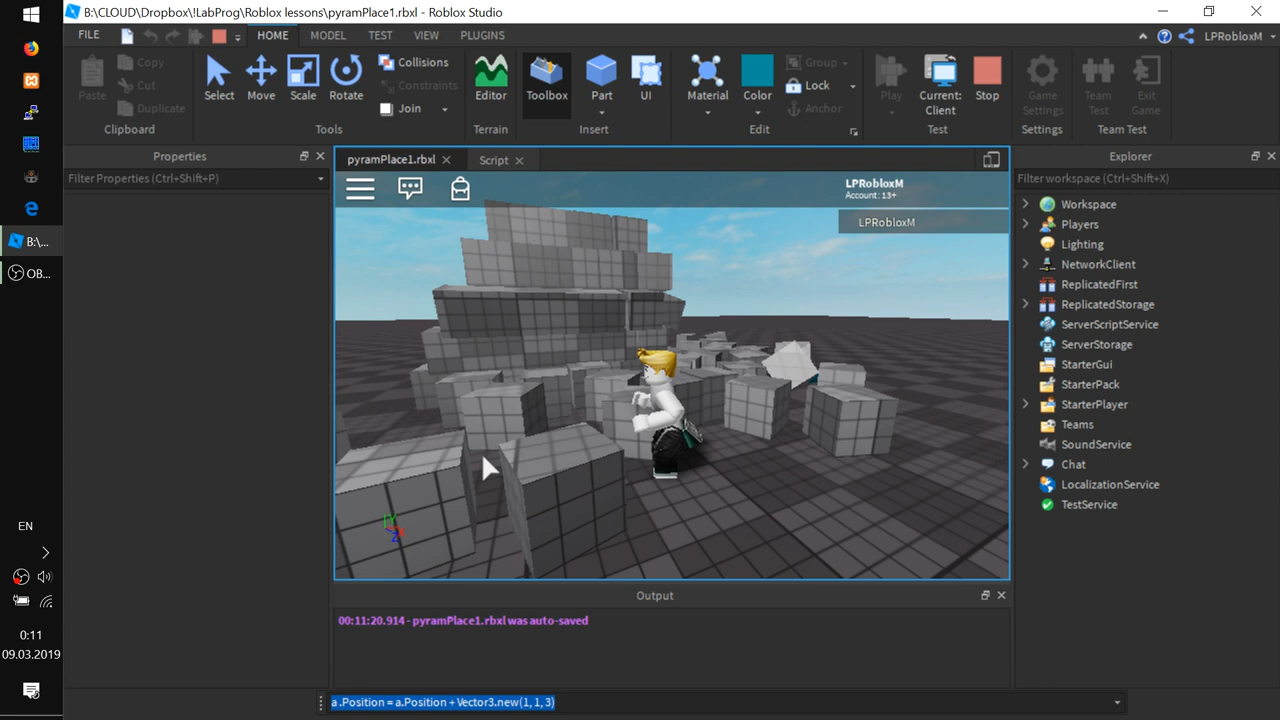 B:\CLOUD\Dropbox\!LabProg\Roblox lessons\pyramPlace1.rbxl - Roblox Studio
FILE HOME MODEL TEST VIEW PLUGINS LPRobloxM
Paste Copy Cut Duplicate
Clipboard
Select Move Scale Rotate Collisions Constraints Join
Tools
Editor
Terrain
Toolbox Part UI
Insert
Material Color Group Lock Anchor
Edit
Play Current: Client Stop
Test
Game Settings
Settings
Team Test Exit Game
Team Test
Properties
Filter Properties (Ctrl+Shift+P)
pyramPlace1.rbxl Script
LPRobloxM
Account: 13+
LPRobloxM
Y
Z
Output
00:11:20.914 - pyramPlace1.rbxl was auto-saved
a .Position = a.Position + Vector3.new(1, 1, 3)
Explorer
Filter workspace (Ctrl+Shift+X)
Workspace
Players
Lighting
NetworkClient
ReplicatedFirst
ReplicatedStorage
ServerScriptService
ServerStorage
StarterGui
StarterPack
StarterPlayer
Teams
SoundService
Chat
LocalizationService
TestService
B:\...
OB...
EN
0:11
09.03.2019